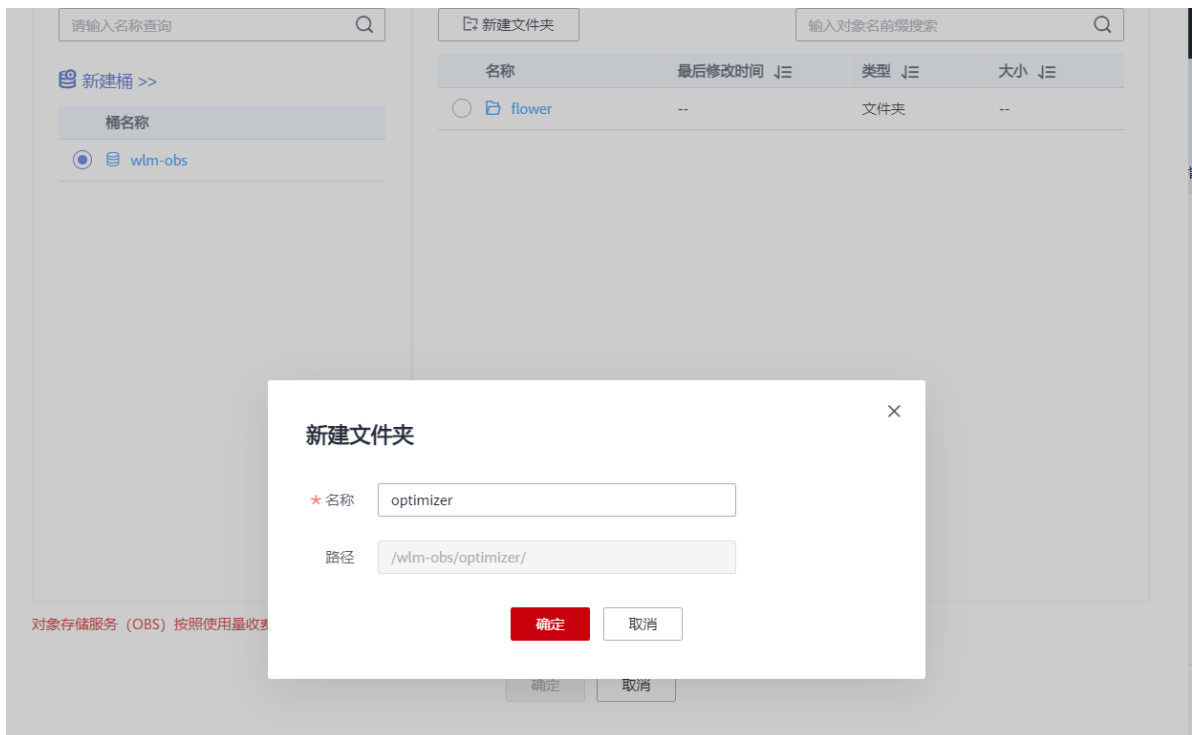 请输入名称查询
新建文件夹
输入对象名前缀搜索
新建桶 >>
桶名称
wlm-obs
名称 最后修改时间 类型 大小
flower -- 文件夹 --
新建文件夹
* 名称 optimizer
路径 /wlm-obs/optimizer/
确定 取消
对象存储服务（OBS）按照使用量收
确定 取消